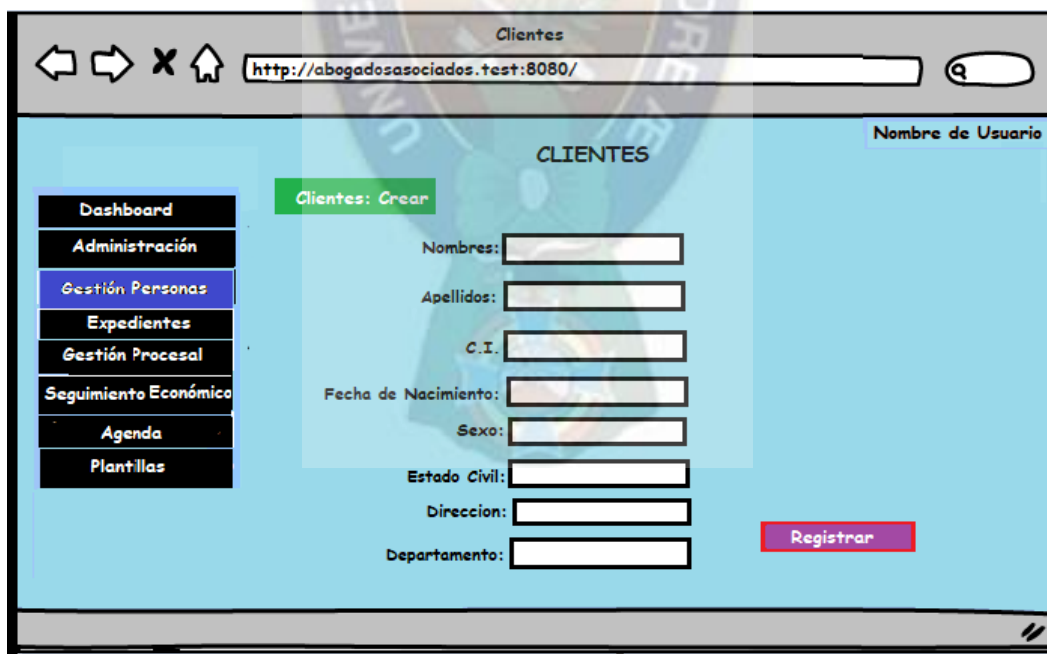 Clientes
http://abogadosasociados.test:8080/
Nombre de Usuario
CLIENTES
Clientes: Crear
Dashboard
Administración
Gestión Personas
Expedientes
Gestión Procesal
Seguimiento Económico
Agenda
Plantillas
Nombres:
Apellidos:
C.I.
Fecha de Nacimiento:
Sexo:
Estado Civil:
Direccion:
Departamento:
Registrar